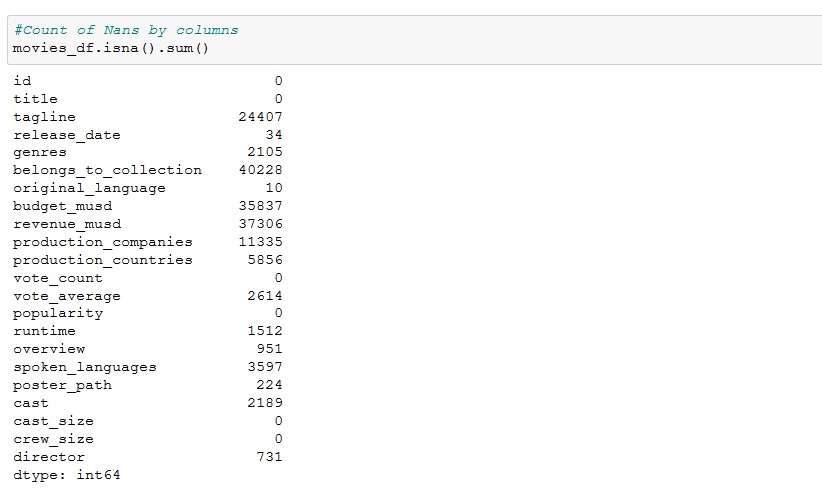 #Count of Nans by columns
movies_df.isna().sum()
id 0
title 0
tagline 24407
release_date 34
genres 2105
belongs_to_collection 40228
original_language 10
budget_musd 35837
revenue_musd 37306
production_companies 11335
production_countries 5856
vote_count 0
vote_average 2614
popularity 0
runtime 1512
overview 951
spoken_languages 3597
poster_path 224
cast 2189
cast_size 0
crew_size 0
director 731
dtype: int64